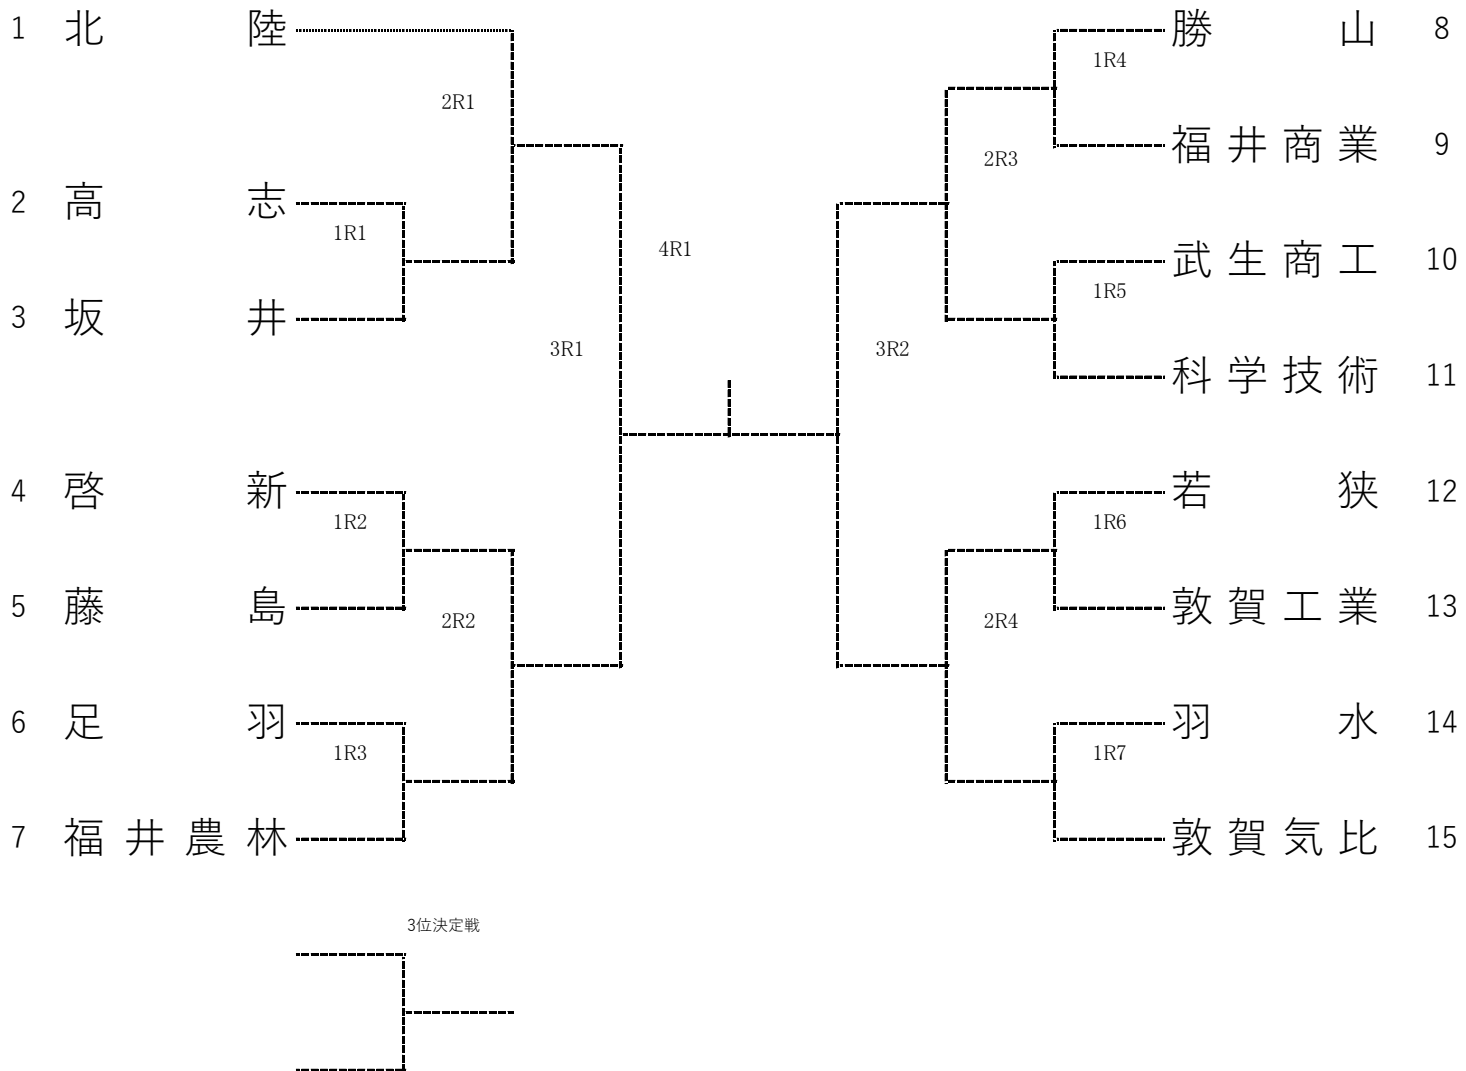 1 北陸
2R1
2 高志
1R1
3 坂井
3R1
4 啓新
1R2
5 藤島
2R2
6 足羽
1R3
7 福井農林
4R1
勝山 8
1R4
福井商業 9
2R3
武生商工 10
1R5
科学技術 11
3R2
若狭 12
1R6
敦賀工業 13
2R4
羽水 14
1R7
敦賀気比 15
3位決定戦